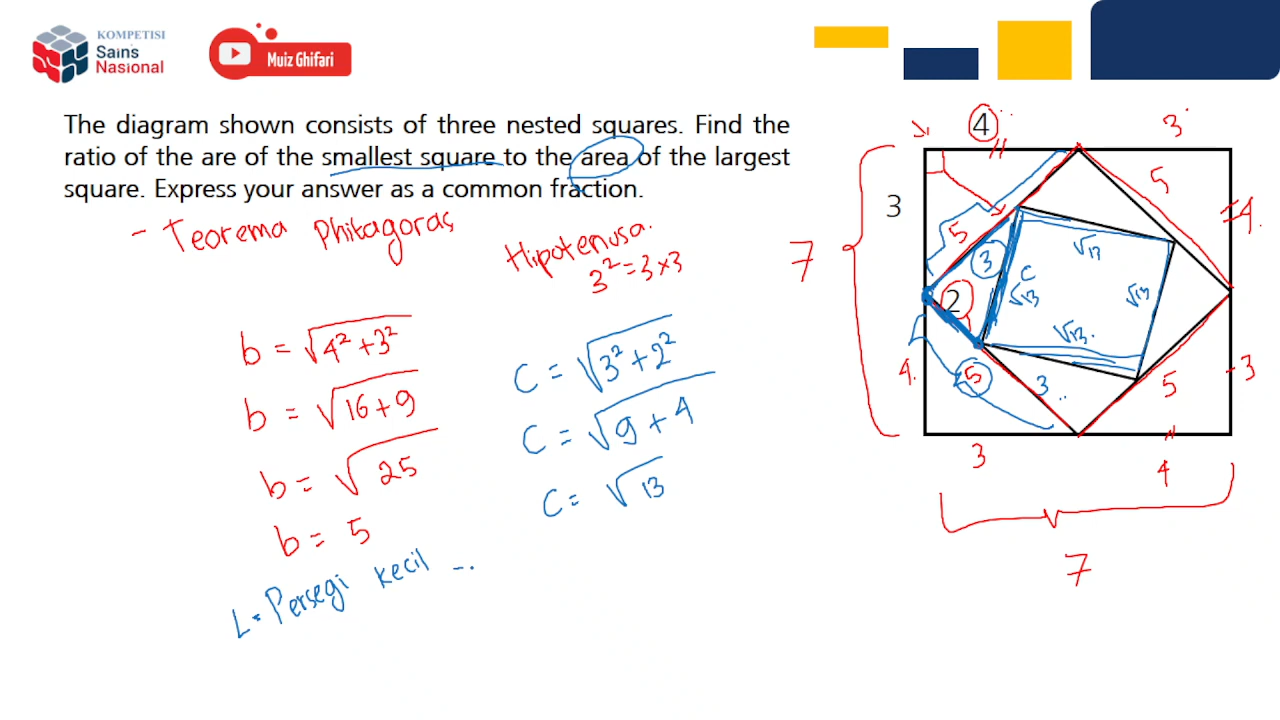 KOMPETISI
Sains
Nasional
Muiz Ghifari
The diagram shown consists of three nested squares. Find the
ratio of the are of the smallest square to the area of the largest
square. Express your answer as a common fraction.
- Teorema Phitagoras
Hipotenusa.
3² = 3 × 3
b = √4² + 3²
b = √16 + 9
b = √25
b = 5
L = Persegi kecil -.
C = √3² + 2²
C = √9 + 4
C = √13
4
3
3
5
4.
7
5
3
2
C
√13
√13
√13
√13.
4.
5
3
5
3
3
4
7